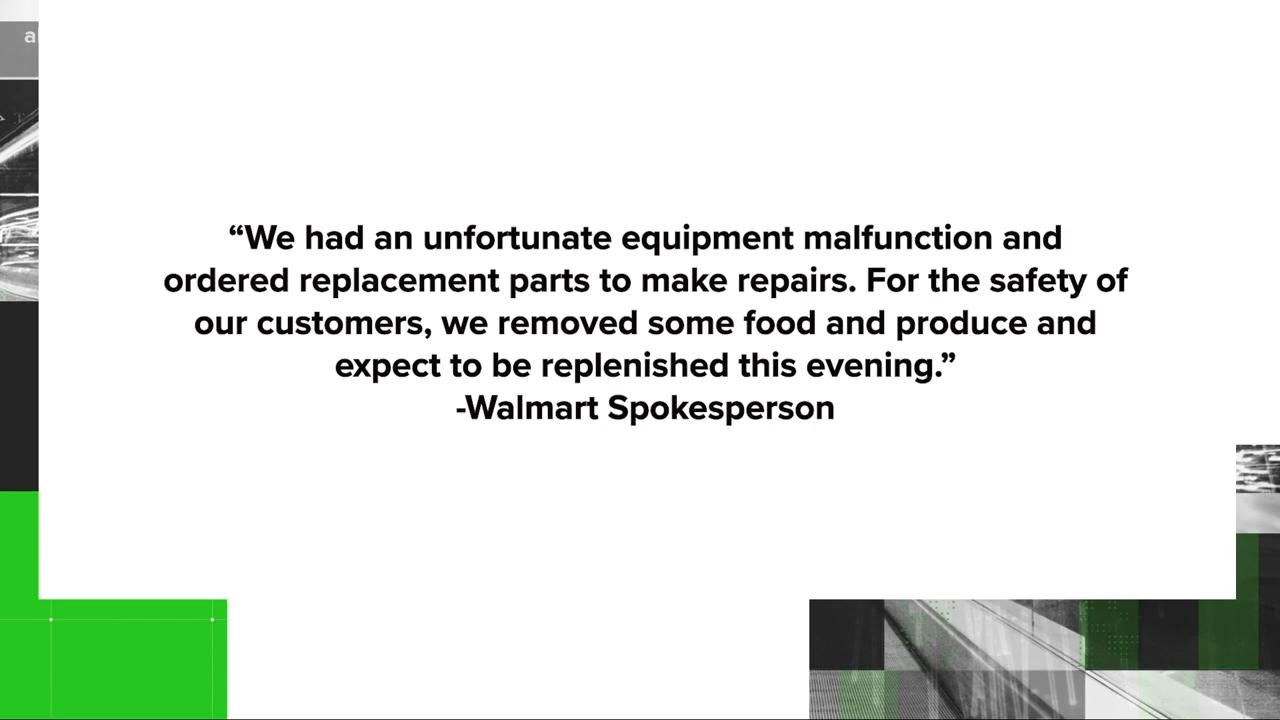 a
“We had an unfortunate equipment malfunction and
ordered replacement parts to make repairs. For the safety of
our customers, we removed some food and produce and
expect to be replenished this evening.”
-Walmart Spokesperson